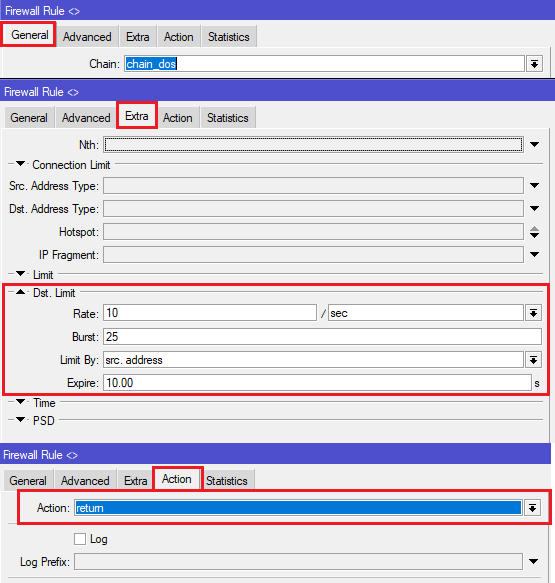 Firewall Rule <>
General Advanced Extra Action Statistics
Chain: chain_dos
Firewall Rule <>
General Advanced Extra Action Statistics
Nth:
Connection Limit
Src. Address Type:
Dst. Address Type:
Hotspot:
IP Fragment:
Limit
Dst. Limit
Rate: 10 / sec
Burst: 25
Limit By: src. address
Expire: 10.00 s
Time
PSD
Firewall Rule <>
General Advanced Extra Action Statistics
Action: return
Log
Log Prefix: